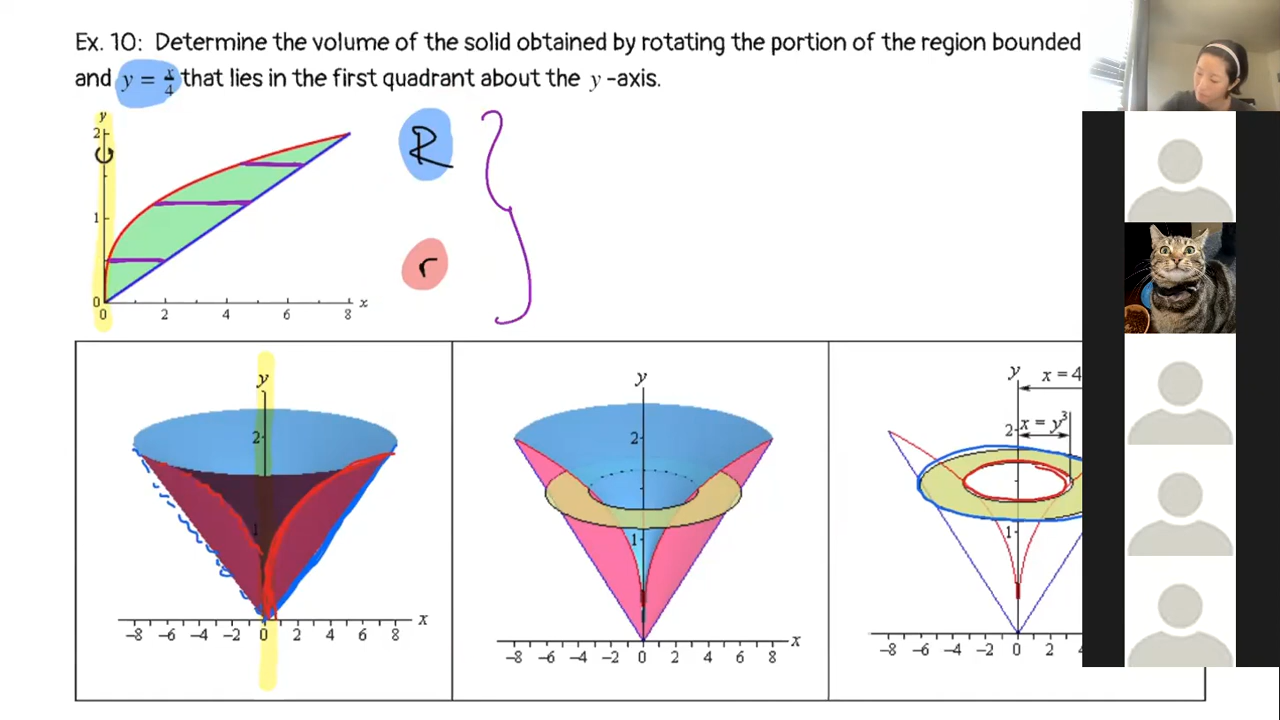 Ex. 10: Determine the volume of the solid obtained by rotating the portion of the region bounded
and y = x/4 that lies in the first quadrant about the y -axis.
y
2
1
0
0 2 4 6 8 x
R
r
y
2
1
-8 -6 -4 -2 0 2 4 6 8 x
y
2
1
-8 -6 -4 -2 0 2 4 6 8 x
y x = 4
2 x = y³
1
-8 -6 -4 -2 0 2